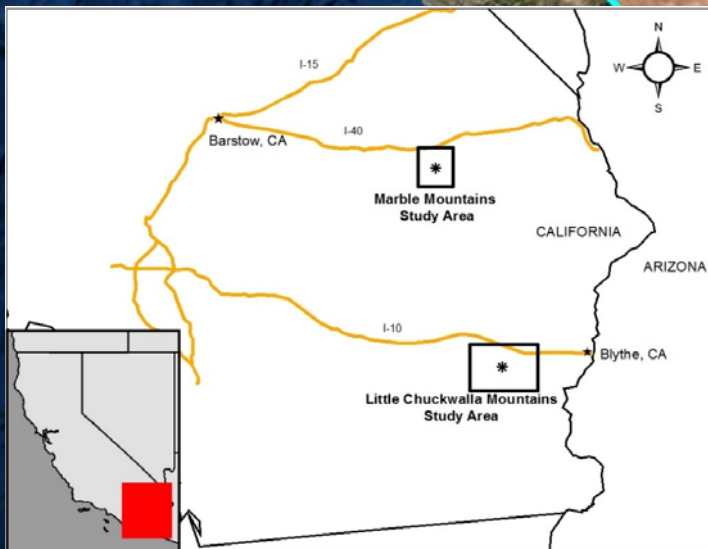 N
W E
S
I-15
I-40
Barstow, CA
Marble Mountains
Study Area
CALIFORNIA
ARIZONA
I-10
Blythe, CA
Little Chuckwalla Mountains
Study Area